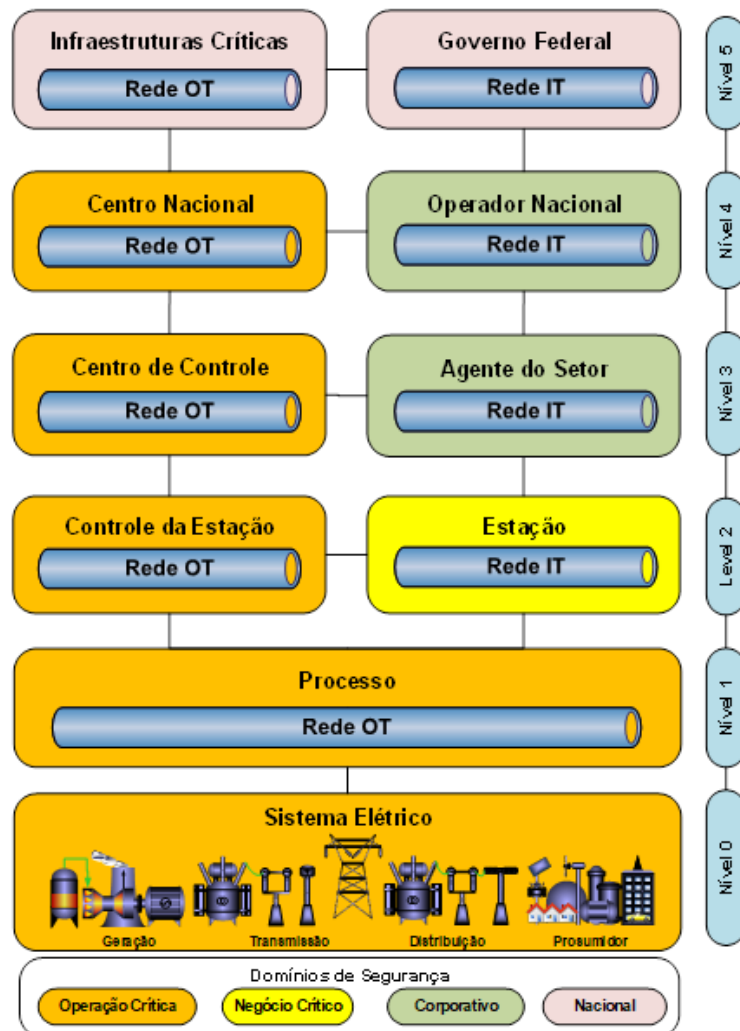 Infraestruturas Críticas
Rede OT
Governo Federal
Rede IT
Nível 5
Centro Nacional
Rede OT
Operador Nacional
Rede IT
Nível 4
Centro de Controle
Rede OT
Agente do Setor
Rede IT
Nível 3
Controle da Estação
Rede OT
Estação
Rede IT
Level 2
Processo
Rede OT
Nível 1
Sistema Elétrico
Geração
Transmissão
Distribuição
Prosumidor
Nível 0
Domínios de Segurança
Operação Crítica
Negócio Crítico
Corporativo
Nacional